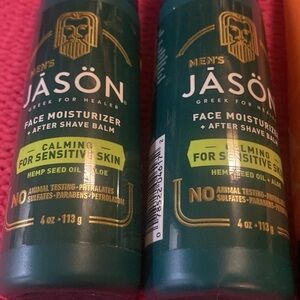 MEN'S
JĀSÖN
GREEK FOR HEALER
FACE MOISTURIZER
+ AFTER SHAVE BALM
CALMING
FOR SENSITIVE SKIN
HEMP SEED OIL + ALOE
NO ANIMAL TESTING•PHTHALATES
SULFATES•PARABENS•PETROLATUM
4 oz • 113 g
MEN'S
JĀSÖN
GREEK FOR HEALER
FACE MOISTURIZER
+ AFTER SHAVE BALM
CALMING
FOR SENSITIVE SKIN
HEMP SEED OIL + ALOE
NO ANIMAL TESTING•PHTHALATES
SULFATES•PARABENS•PETROLATUM
4 oz • 113 g